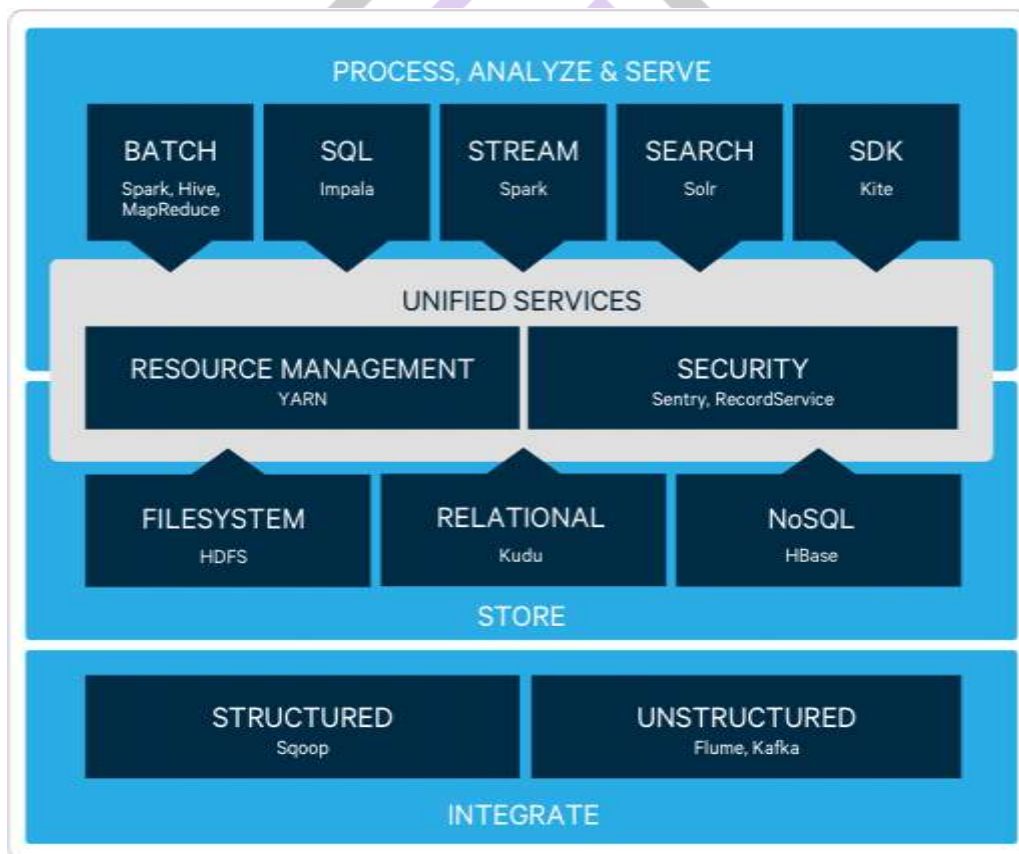 PROCESS, ANALYZE & SERVE
BATCH
Spark, Hive,
MapReduce
SQL
Impala
STREAM
Spark
SEARCH
Solr
SDK
Kite
UNIFIED SERVICES
RESOURCE MANAGEMENT
YARN
SECURITY
Sentry, RecordService
FILESYSTEM
HDFS
RELATIONAL
Kudu
NoSQL
HBase
STORE
STRUCTURED
Sqoop
UNSTRUCTURED
Flume, Kafka
INTEGRATE